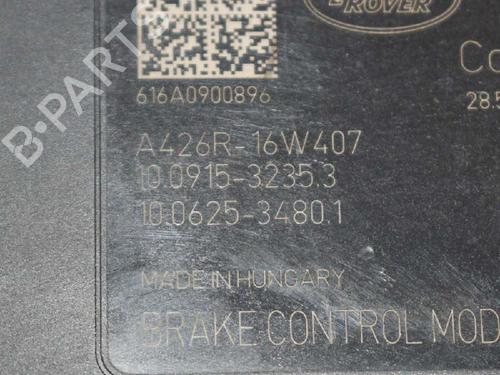 ROVER
Co
28.5
616A0900896
A426R-16W407
10.0915-3235.3
10.0625-3480.1
MADE IN HUNGARY
BRAKE CONTROL MOD
B-PARTS